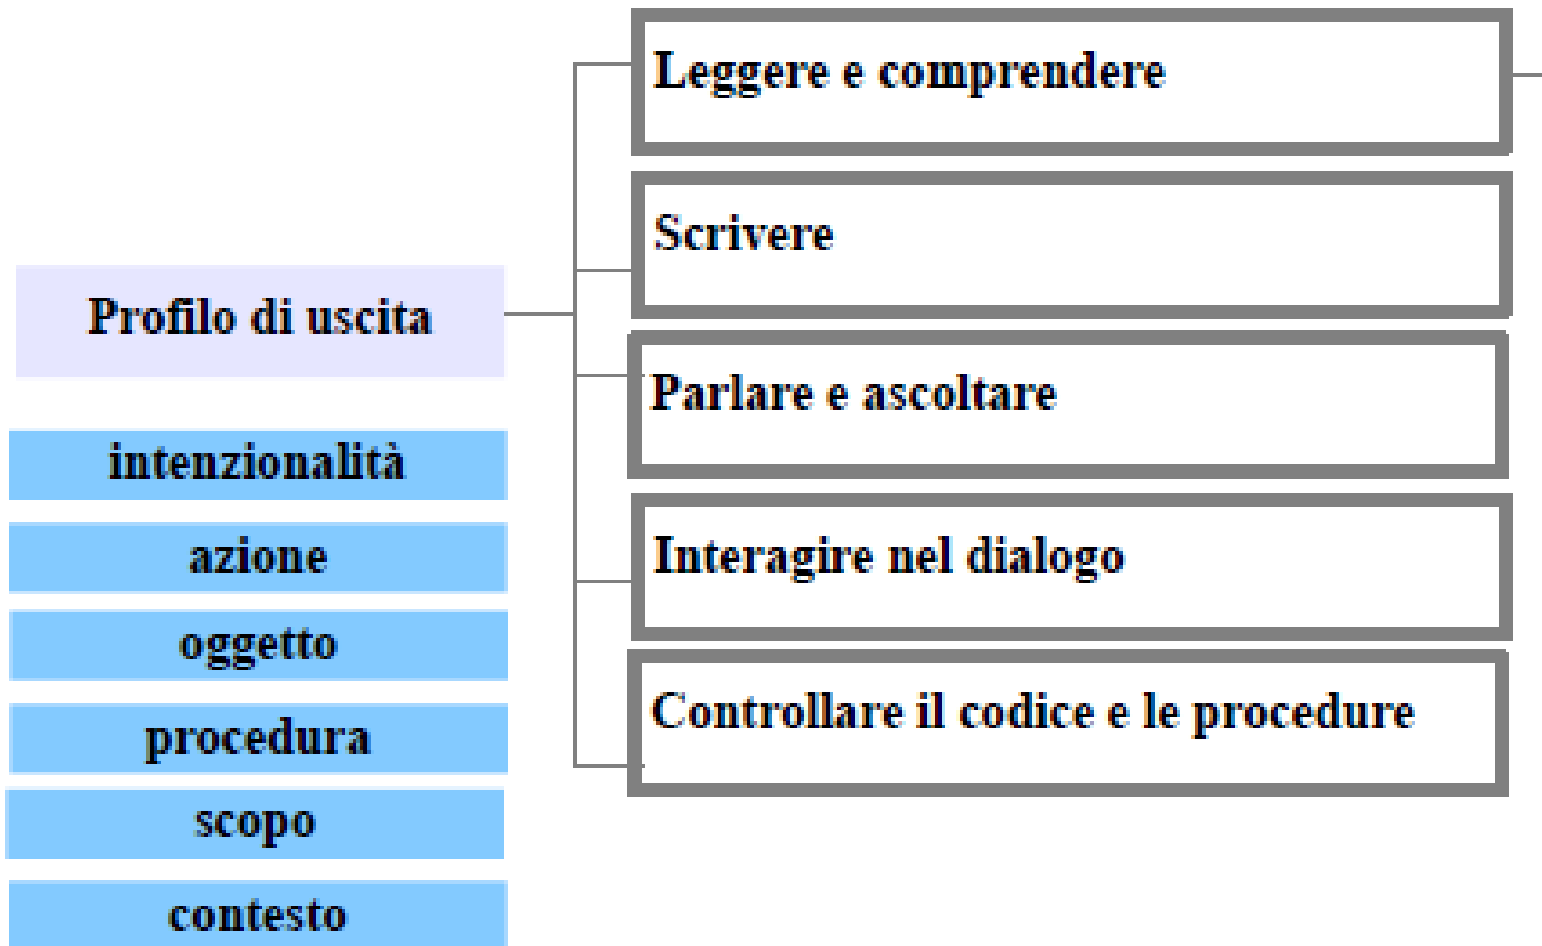 Profilo di uscita
intenzionalità
azione
oggetto
procedura
scopo
contesto
Leggere e comprendere
Scrivere
Parlare e ascoltare
Interagire nel dialogo
Controllare il codice e le procedure